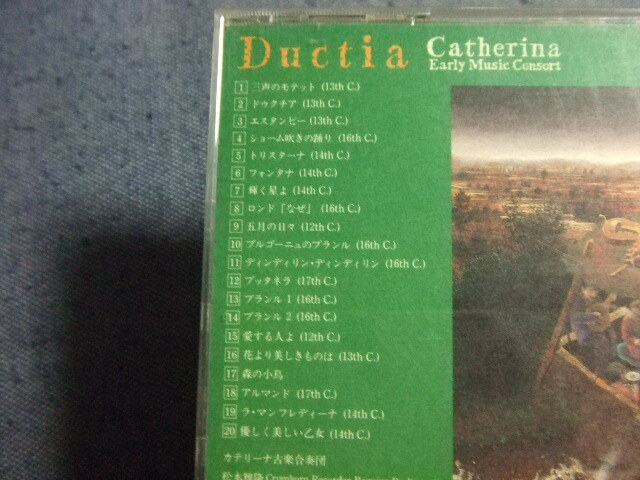 Ductia Catherina
Early Music Consort
1 三声のモテット (13th C.)
2 ドゥクチア (13th C.)
3 エスタンピー (13th C.)
4 ショーム吹きの踊り (16th C.)
5 トリスターナ (14th C.)
6 フォンタナ (14th C.)
7 輝く星よ (14th C.)
8 ロンド「なぜ」 (16th C.)
9 五月の日々 (12th C.)
10 ブルゴーニュのブランル (16th C.)
11 ディンディリン・ディンディリン (16th C.)
12 プッタネラ (17th C.)
13 ブランル 1 (16th C.)
14 ブランル 2 (16th C.)
15 愛する人よ (12th C.)
16 花より美しきものは (13th C.)
17 森の小鳥
18 アルマンド (17th C.)
19 ラ・マンフレディーナ (14th C.)
20 優しく美しい乙女 (14th C.)
カテリーナ古楽合奏団